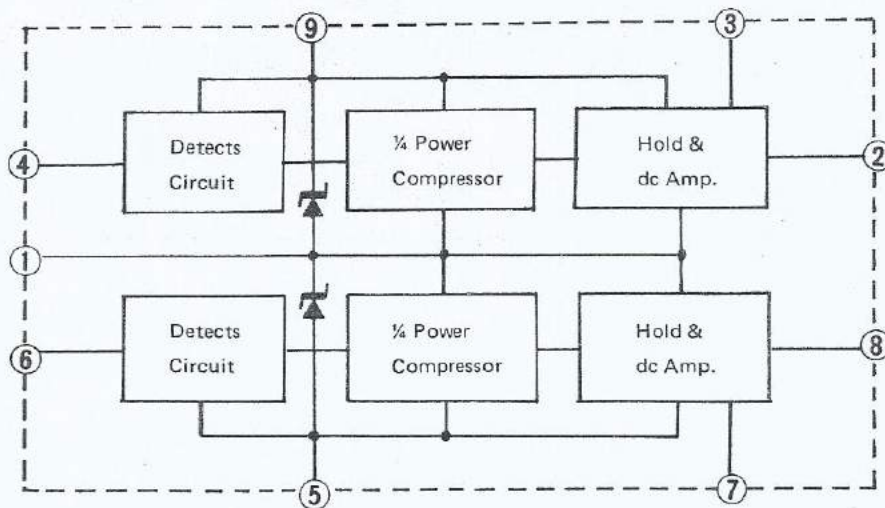 9
3
Detects
Circuit
¼ Power
Compressor
Hold &
dc Amp.
4
2
1
Detects
Circuit
¼ Power
Compressor
Hold &
dc Amp.
6
8
5
7